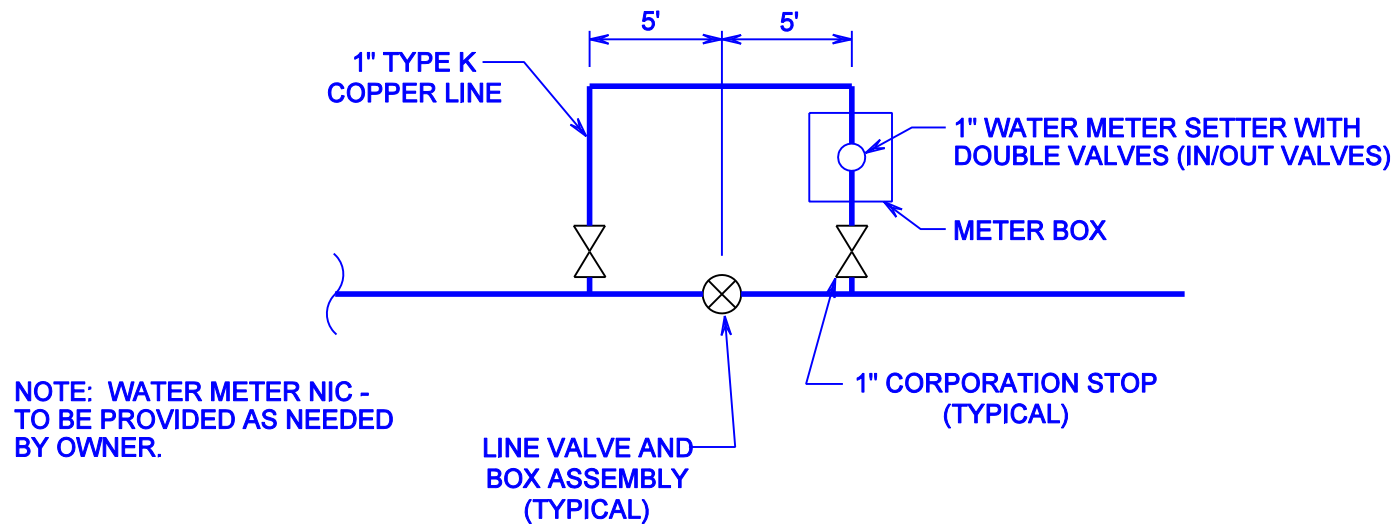 5'
5'
1" TYPE K
COPPER LINE
1" WATER METER SETTER WITH
DOUBLE VALVES (IN/OUT VALVES)
METER BOX
NOTE: WATER METER NIC -
TO BE PROVIDED AS NEEDED
BY OWNER.
1" CORPORATION STOP
(TYPICAL)
LINE VALVE AND
BOX ASSEMBLY
(TYPICAL)